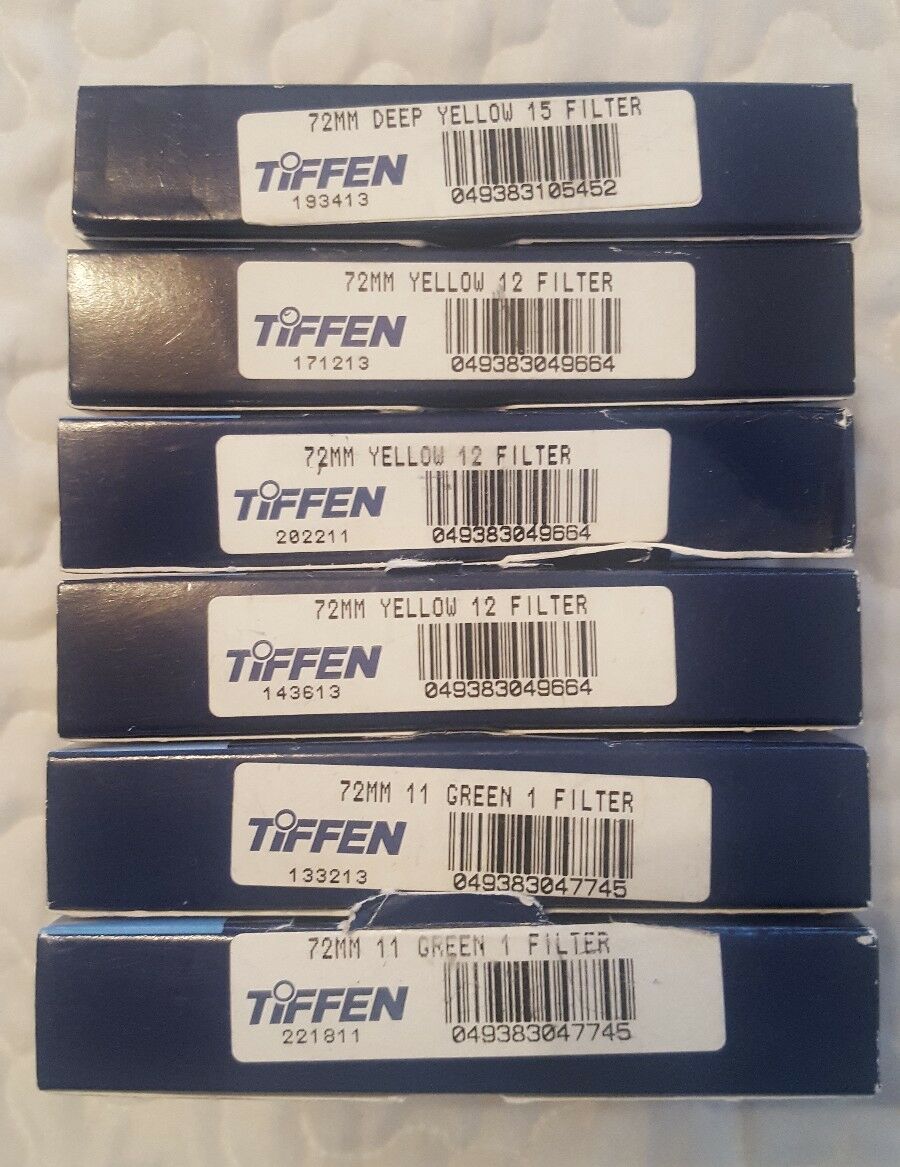 72MM DEEP YELLOW 15 FILTER
TIFFEN
193413
049383105452
72MM YELLOW 12 FILTER
TIFFEN
171213
049383049664
72MM YELLOW 12 FILTER
TIFFEN
202211
049383049664
72MM YELLOW 12 FILTER
TIFFEN
143613
049383049664
72MM 11 GREEN 1 FILTER
TIFFEN
133213
049383047745
72MM 11 GREEN 1 FILTER
TIFFEN
221811
049383047745